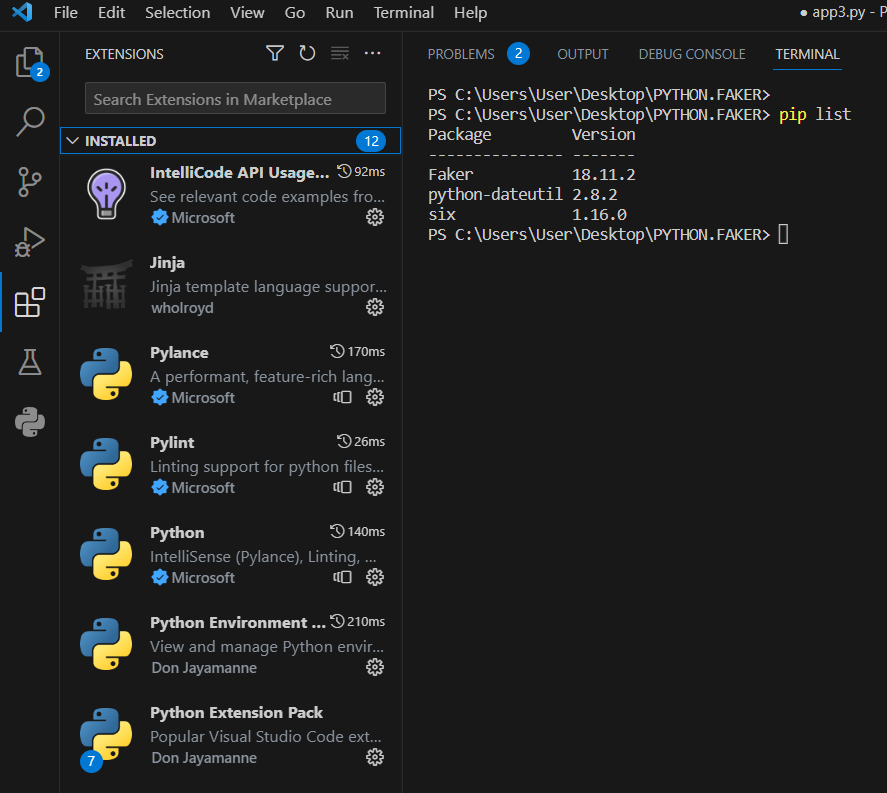 File Edit Selection View Go Run Terminal Help
● app3.py - P
EXTENSIONS
Search Extensions in Marketplace
INSTALLED 12
2
IntelliCode API Usage... 92ms
See relevant code examples fro...
Microsoft
Jinja
Jinja template language suppor...
wholroyd
Pylance 170ms
A performant, feature-rich lang...
Microsoft
Pylint 26ms
Linting support for python files...
Microsoft
Python 140ms
IntelliSense (Pylance), Linting, ...
Microsoft
Python Environment ... 210ms
View and manage Python envir...
Don Jayamanne
Python Extension Pack
Popular Visual Studio Code ext...
Don Jayamanne
7
PROBLEMS 2 OUTPUT DEBUG CONSOLE TERMINAL
PS C:\Users\User\Desktop\PYTHON.FAKER>
PS C:\Users\User\Desktop\PYTHON.FAKER> pip list
Package Version
--------------- -------
Faker 18.11.2
python-dateutil 2.8.2
six 1.16.0
PS C:\Users\User\Desktop\PYTHON.FAKER>